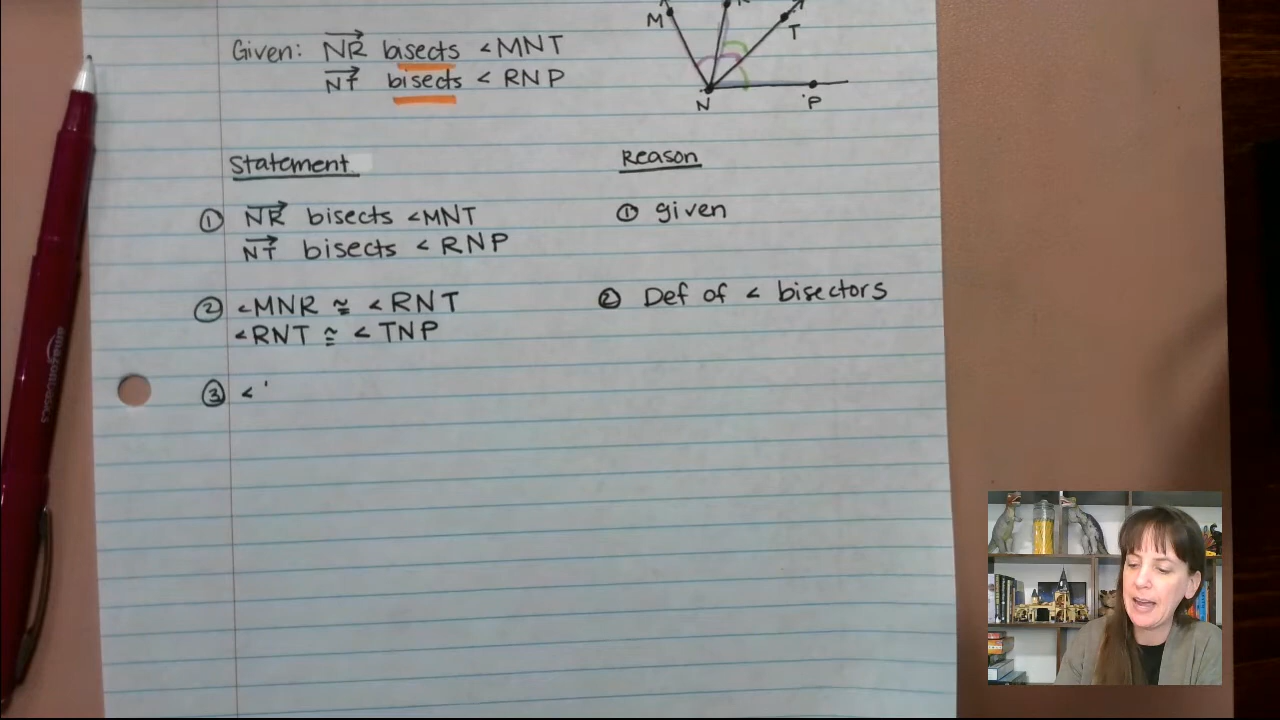 M
T
Given: NR bisects <MNT
NT bisects < RNP
N
P
Statement
Reason
① NR bisects <MNT
① given
NT bisects < RNP
② <MNR ≅ < RNT
② Def of < bisectors
<RNT ≅ < TNP
③ <